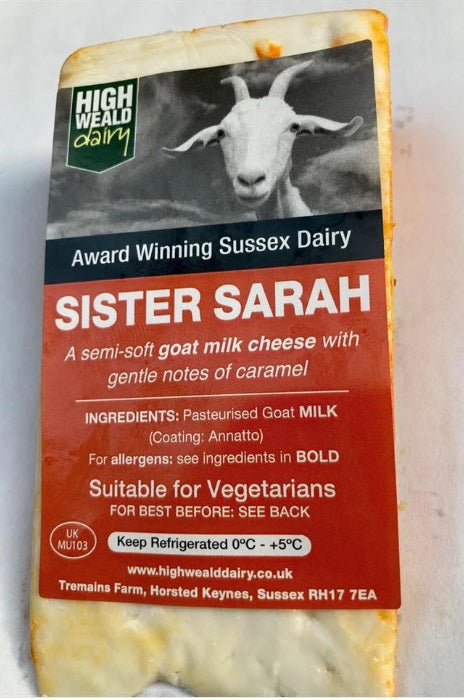 HIGH
WEALD
dairy
Award Winning Sussex Dairy
SISTER SARAH
A semi-soft goat milk cheese with
gentle notes of caramel
INGREDIENTS: Pasteurised Goat MILK
(Coating: Annatto)
For allergens: see ingredients in BOLD
Suitable for Vegetarians
FOR BEST BEFORE: SEE BACK
UK
MU103
Keep Refrigerated 0ºC - +5ºC
www.highwealddairy.co.uk
Tremains Farm, Horsted Keynes, Sussex RH17 7EA